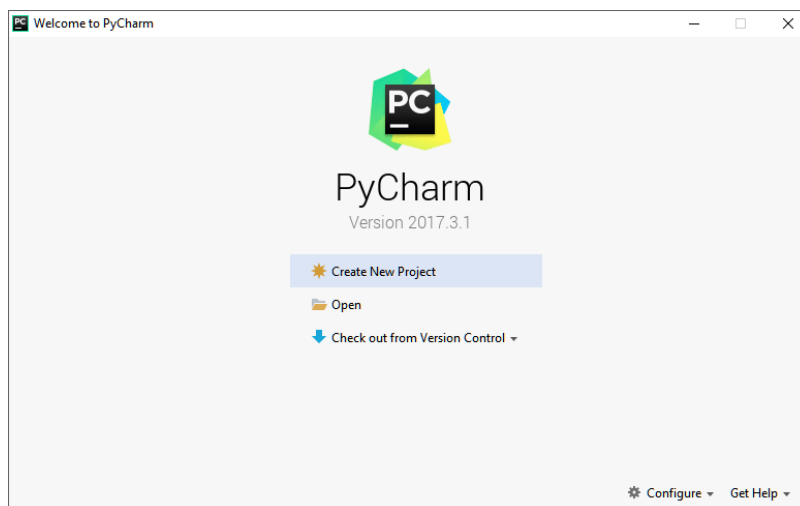 PC Welcome to PyCharm
PC
PyCharm
Version 2017.3.1
Create New Project
Open
Check out from Version Control
Configure Get Help